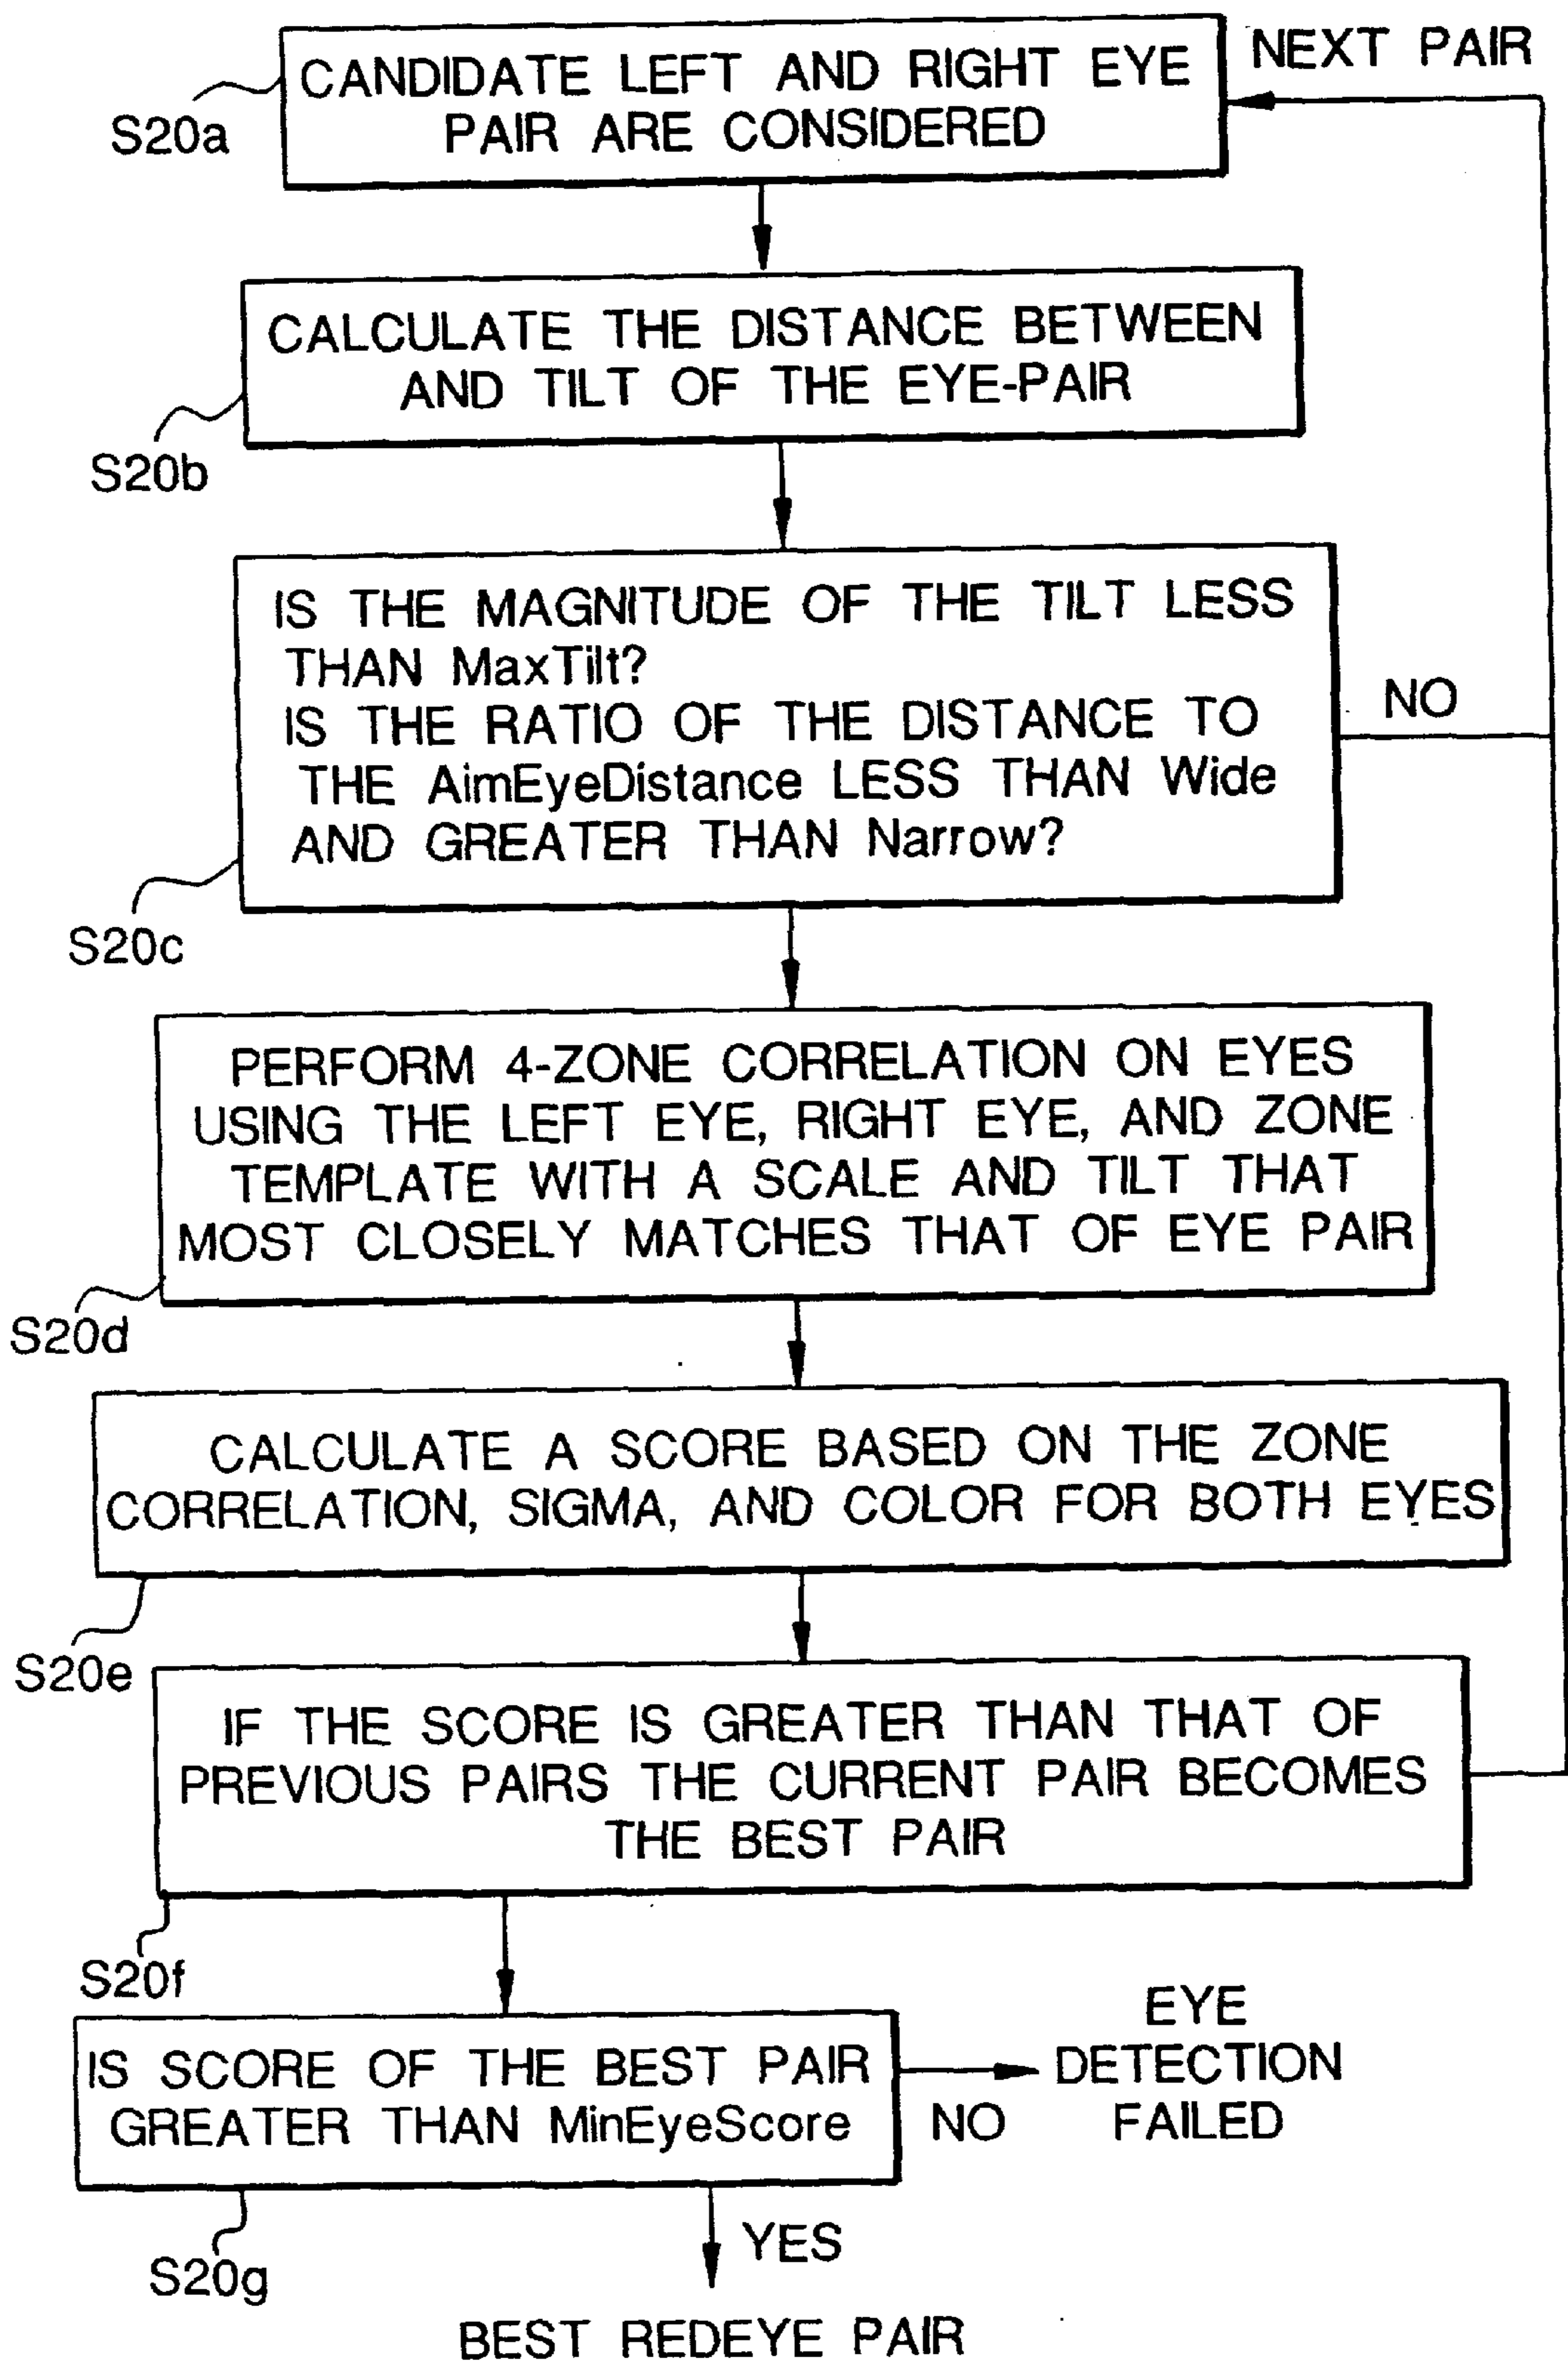 CANDIDATE LEFT AND RIGHT EYE
PAIR ARE CONSIDERED
NEXT PAIR
S20a
CALCULATE THE DISTANCE BETWEEN
AND TILT OF THE EYE-PAIR
S20b
IS THE MAGNITUDE OF THE TILT LESS
THAN MaxTilt?
IS THE RATIO OF THE DISTANCE TO
THE AimEyeDistance LESS THAN Wide
AND GREATER THAN Narrow?
NO
S20c
PERFORM 4-ZONE CORRELATION ON EYES
USING THE LEFT EYE, RIGHT EYE, AND ZONE
TEMPLATE WITH A SCALE AND TILT THAT
MOST CLOSELY MATCHES THAT OF EYE PAIR
S20d
CALCULATE A SCORE BASED ON THE ZONE
CORRELATION, SIGMA, AND COLOR FOR BOTH EYES
S20e
IF THE SCORE IS GREATER THAN THAT OF
PREVIOUS PAIRS THE CURRENT PAIR BECOMES
THE BEST PAIR
S20f
IS SCORE OF THE BEST PAIR
GREATER THAN MinEyeScore
NO
EYE
DETECTION
FAILED
S20g
YES
BEST REDEYE PAIR